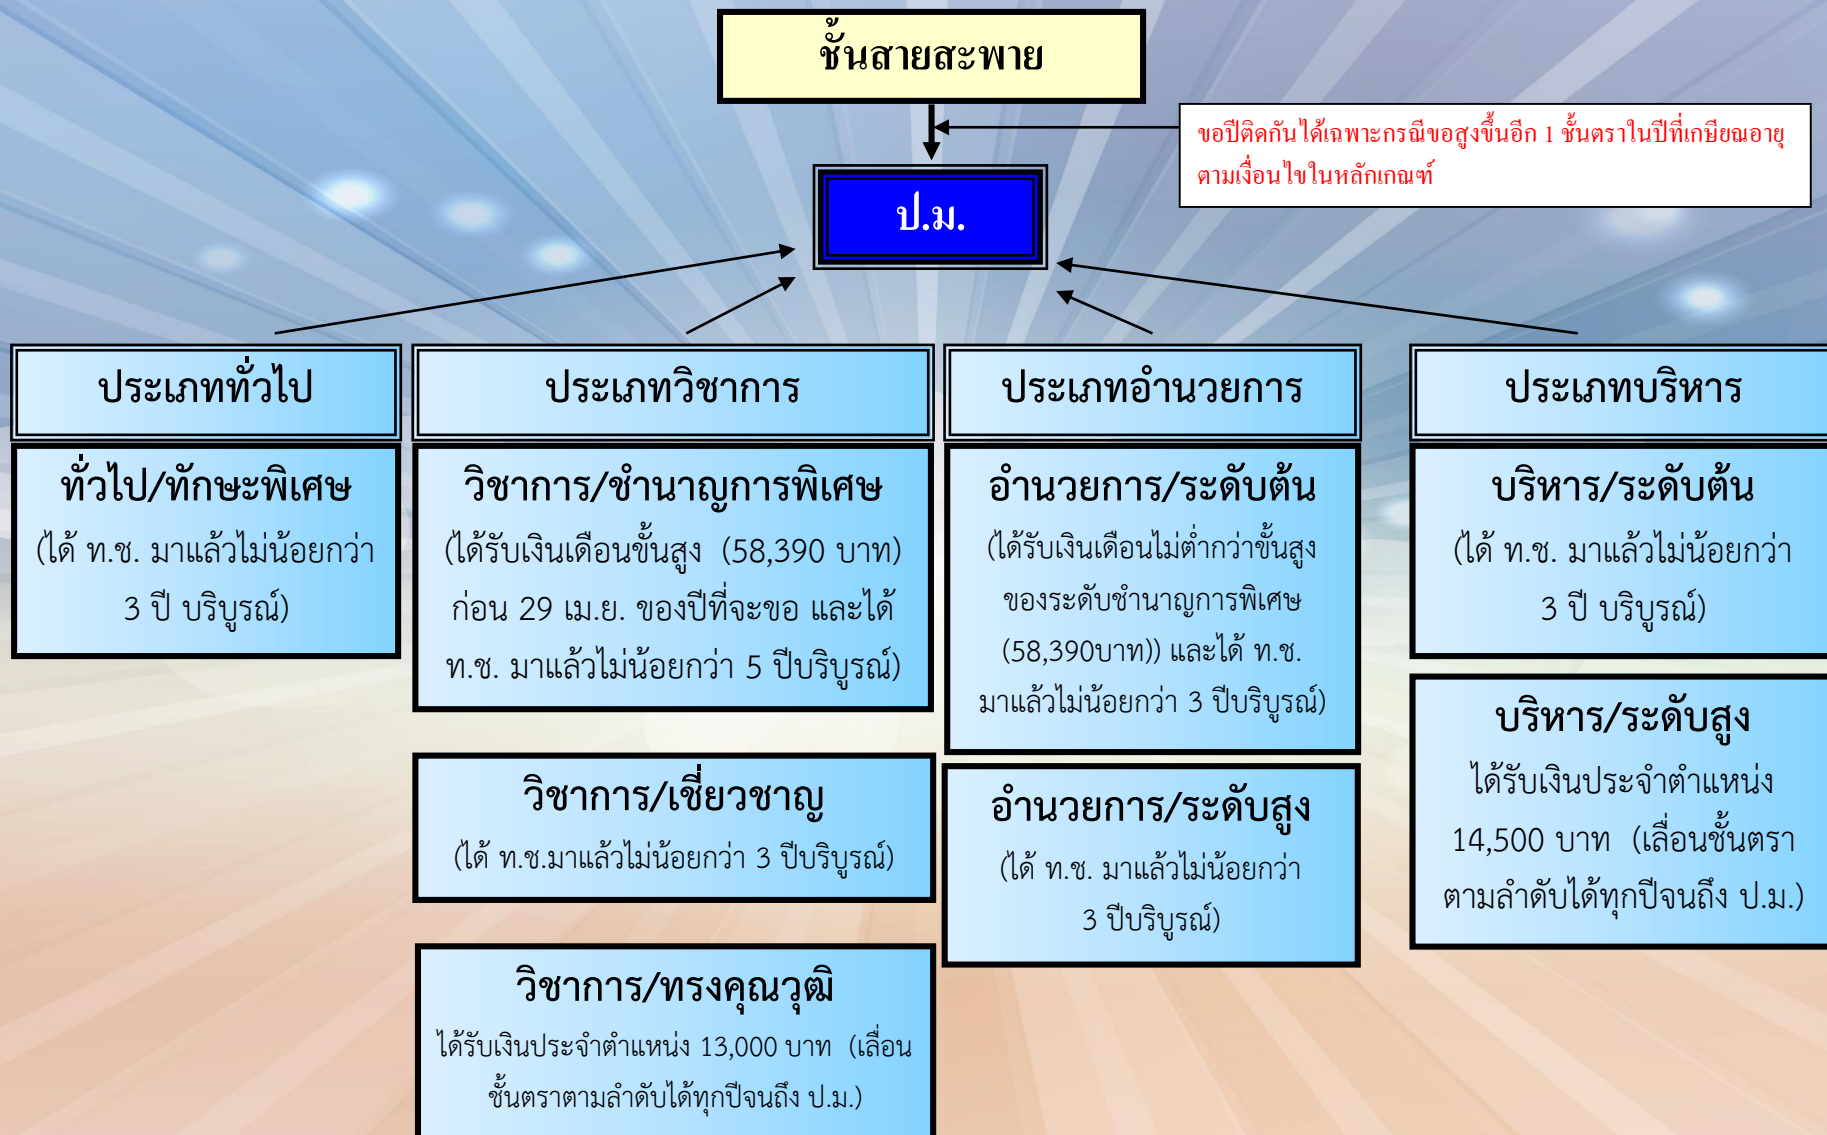 ชั้นสายสะพาย
ขอปีติดกันได้เฉพาะกรณีขอสูงขึ้นอีก 1 ชั้นตราในปีที่เกษียณอายุ
ตามเงื่อนไขในหลักเกณฑ์
ป.ม.
ประเภททั่วไป
ทั่วไป/ทักษะพิเศษ
(ได้ ท.ช. มาแล้วไม่น้อยกว่า
3 ปี บริบูรณ์)
ประเภทวิชาการ
วิชาการ/ชำนาญการพิเศษ
(ได้รับเงินเดือนขั้นสูง (58,390 บาท)
ก่อน 29 เม.ย. ของปีที่จะขอ และได้
ท.ช. มาแล้วไม่น้อยกว่า 5 ปีบริบูรณ์)
วิชาการ/เชี่ยวชาญ
(ได้ ท.ช.มาแล้วไม่น้อยกว่า 3 ปีบริบูรณ์)
วิชาการ/ทรงคุณวุฒิ
ได้รับเงินประจำตำแหน่ง 13,000 บาท (เลื่อน
ชั้นตราตามลำดับได้ทุกปีจนถึง ป.ม.)
ประเภทอำนวยการ
อำนวยการ/ระดับต้น
(ได้รับเงินเดือนไม่ต่ำกว่าขั้นสูง
ของระดับชำนาญการพิเศษ
(58,390บาท)) และได้ ท.ช.
มาแล้วไม่น้อยกว่า 3 ปีบริบูรณ์)
อำนวยการ/ระดับสูง
(ได้ ท.ช. มาแล้วไม่น้อยกว่า
3 ปีบริบูรณ์)
ประเภทบริหาร
บริหาร/ระดับต้น
(ได้ ท.ช. มาแล้วไม่น้อยกว่า
3 ปี บริบูรณ์)
บริหาร/ระดับสูง
ได้รับเงินประจำตำแหน่ง
14,500 บาท (เลื่อนชั้นตรา
ตามลำดับได้ทุกปีจนถึง ป.ม.)